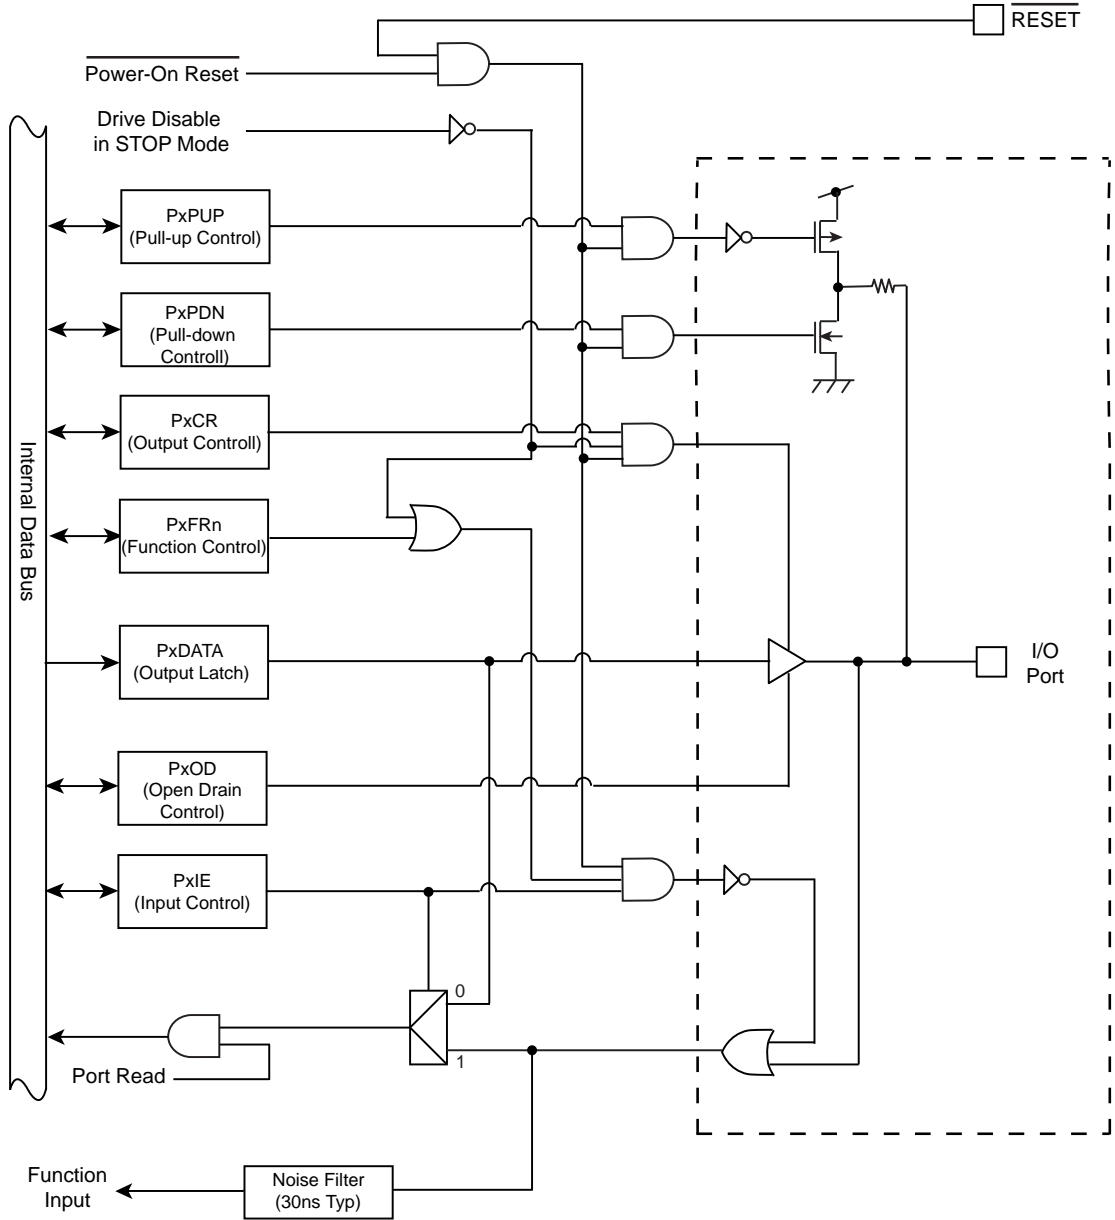 RESET
Power-On Reset
Drive Disable
in STOP Mode
PxPUP
(Pull-up Control)
PxPDN
(Pull-down
Controll)
PxCR
(Output Controll)
Internal Data Bus
PxFRn
(Function Control)
PxDATA
(Output Latch)
I/O
Port
PxOD
(Open Drain
Control)
PxIE
(Input Control)
0
1
Port Read
Function
Input
Noise Filter
(30ns Typ)